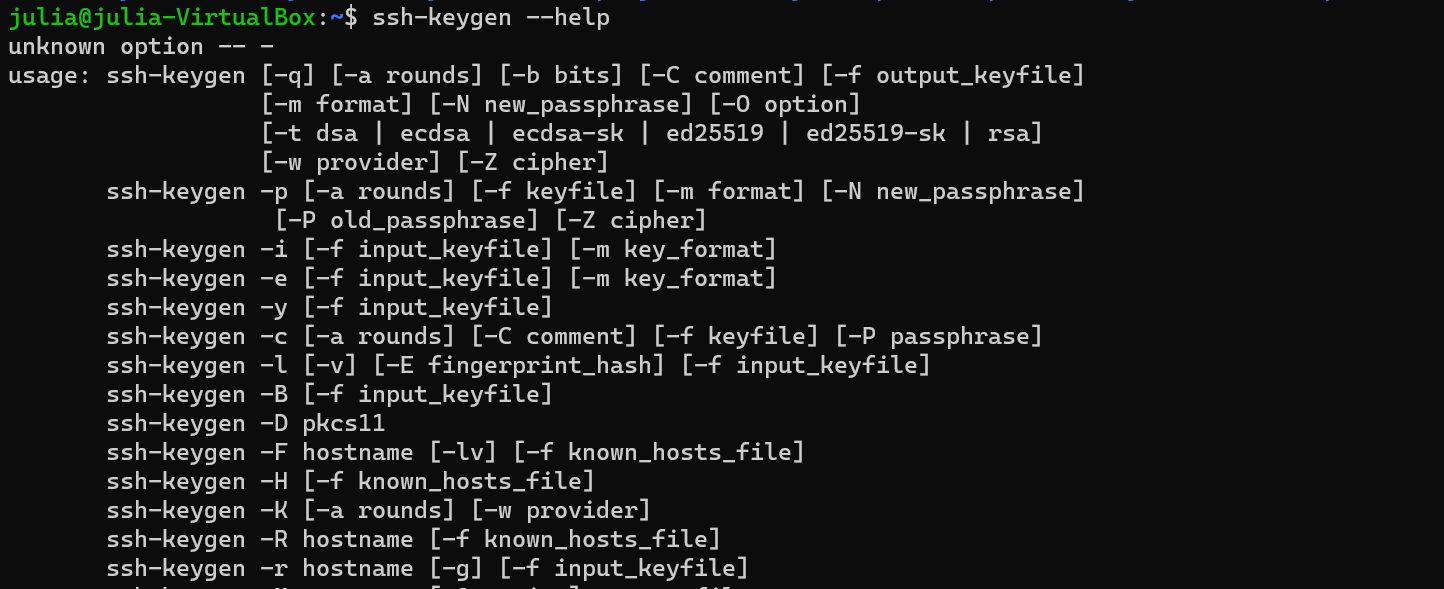 julia@julia-VirtualBox:~$ ssh-keygen --help
unknown option -- -
usage: ssh-keygen [-q] [-a rounds] [-b bits] [-C comment] [-f output_keyfile]
                  [-m format] [-N new_passphrase] [-O option]
                  [-t dsa | ecdsa | ecdsa-sk | ed25519 | ed25519-sk | rsa]
                  [-w provider] [-Z cipher]
       ssh-keygen -p [-a rounds] [-f keyfile] [-m format] [-N new_passphrase]
                   [-P old_passphrase] [-Z cipher]
       ssh-keygen -i [-f input_keyfile] [-m key_format]
       ssh-keygen -e [-f input_keyfile] [-m key_format]
       ssh-keygen -y [-f input_keyfile]
       ssh-keygen -c [-a rounds] [-C comment] [-f keyfile] [-P passphrase]
       ssh-keygen -l [-v] [-E fingerprint_hash] [-f input_keyfile]
       ssh-keygen -B [-f input_keyfile]
       ssh-keygen -D pkcs11
       ssh-keygen -F hostname [-lv] [-f known_hosts_file]
       ssh-keygen -H [-f known_hosts_file]
       ssh-keygen -K [-a rounds] [-w provider]
       ssh-keygen -R hostname [-f known_hosts_file]
       ssh-keygen -r hostname [-g] [-f input_keyfile]